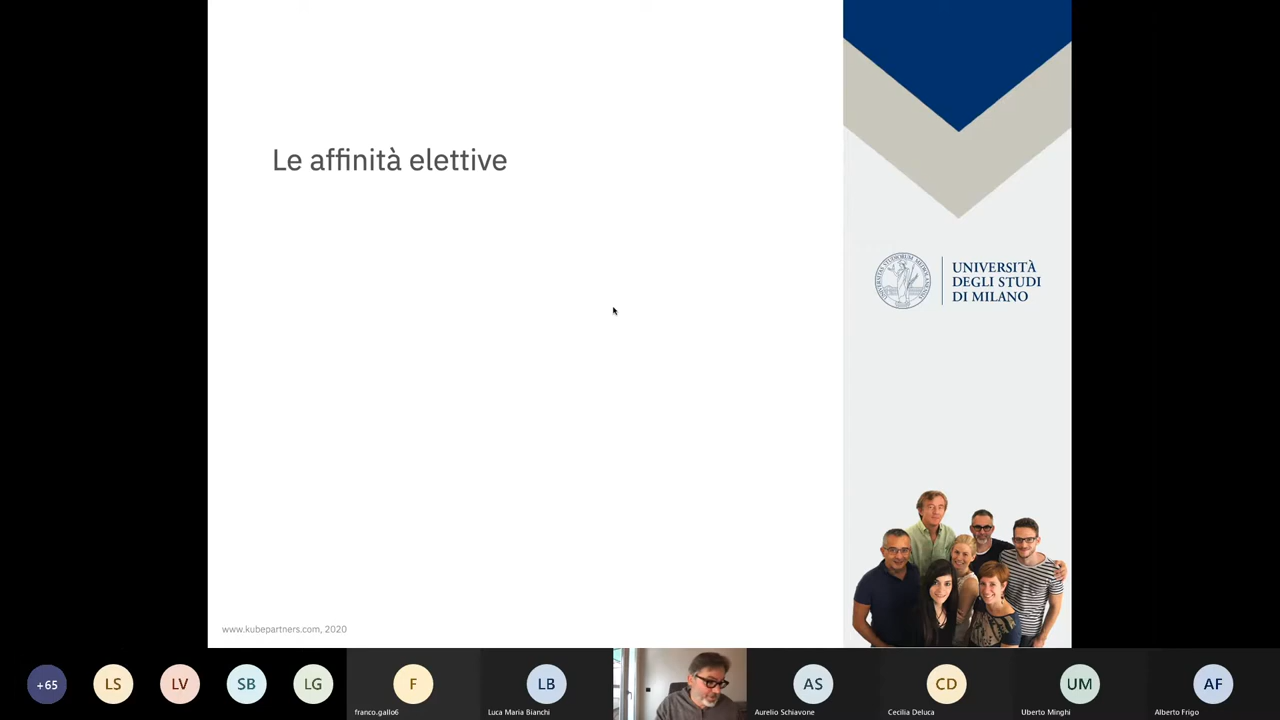 Le affinità elettive
UNIVERSITÀ
DEGLI STUDI
DI MILANO
www.kubepartners.com, 2020
+65
LS
LV
SB
LG
F
franco.gallo6
LB
Luca Maria Bianchi
AS
Aurelio Schiavone
CD
Cecilia Deluca
UM
Uberto Minghi
AF
Alberto Frigo